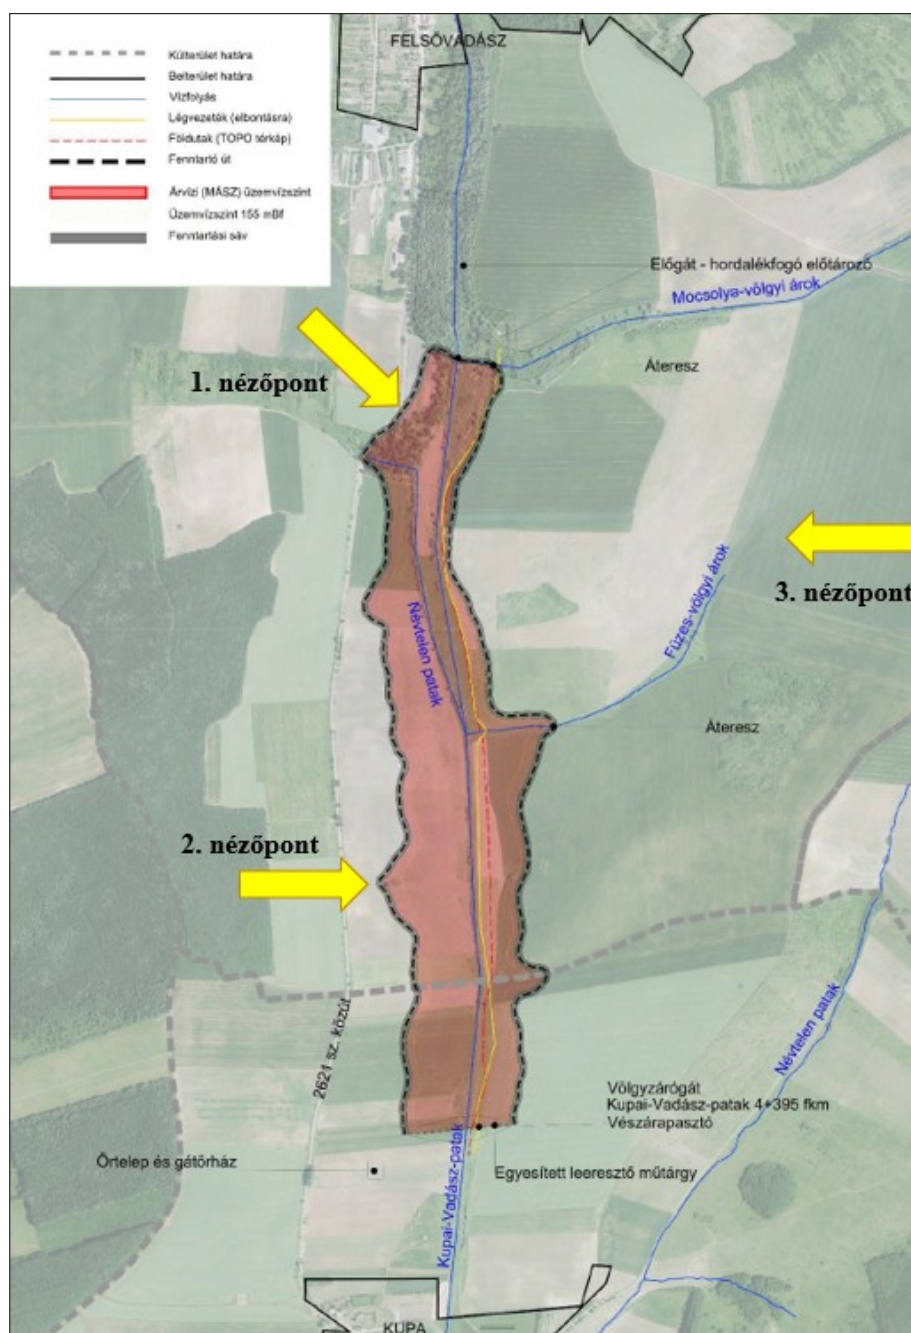 FELSŐVADÁSZ
Külterület határa
Belterület határa
Vízfolyás
Légvezeték (elbontásra)
Földutak (TOPO térkép)
Fenntartó út
Árvízi (MÁSZ) üzemvízszint
Üzemvízszint 155 mBf
Fenntartási sáv
Előgát - hordalékfogó előtározó
Mocsolya-völgyi árok
Áteresz
1. nézőpont
3. nézőpont
Füzes-völgyi árok
Névtelen patak
Áteresz
2. nézőpont
2621 sz. közút
Névtelen patak
Völgyzárógát
Kupai-Vadász-patak 4+395 fkm
Vészárapasztó
Őrtelep és gátőrház
Egyesített leeresztő műtárgy
Kupai-Vadász-patak
KUPA